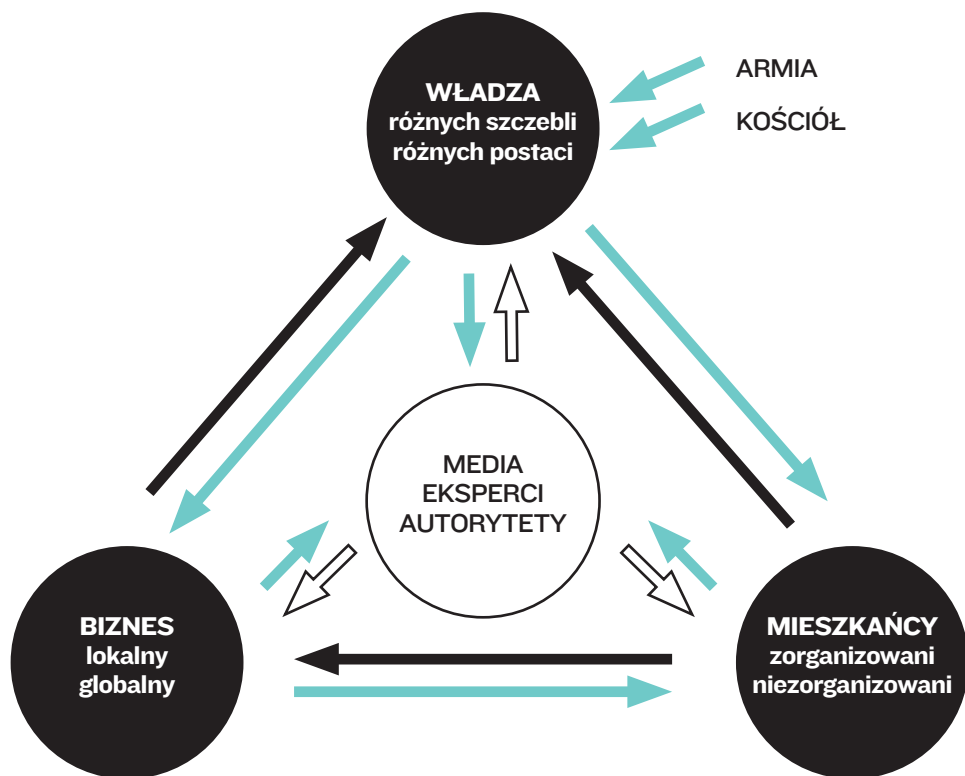 WŁADZA
różnych szczebli
różnych postaci
ARMIA
KOŚCIÓŁ
MEDIA
EKSPERCI
AUTORYTETY
BIZNES
lokalny
globalny
MIESZKAŃCY
zorganizowani
niezorganizowani